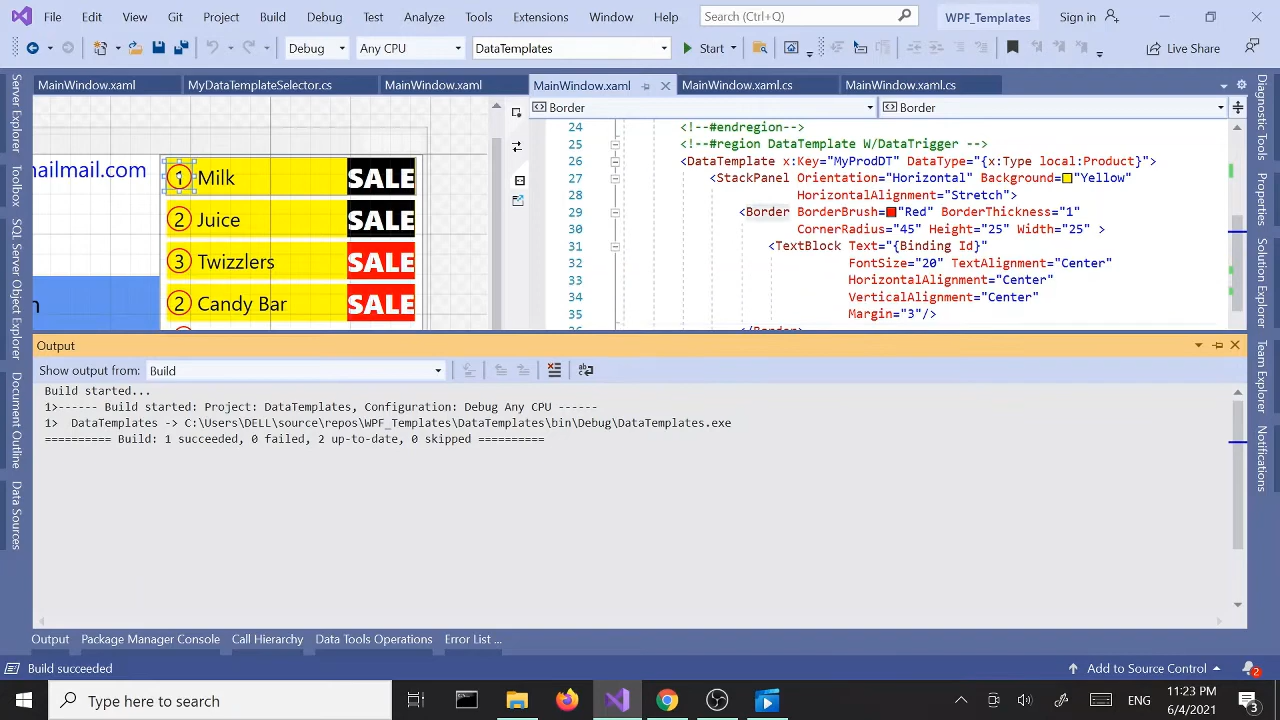 File Edit View Git Project Build Debug Test Analyze Tools Extensions Window Help Search (Ctrl+Q) WPF_Templates Sign in
Debug Any CPU DataTemplates Start Live Share
MainWindow.xaml MyDataTemplateSelector.cs MainWindow.xaml MainWindow.xaml MainWindow.xaml.cs MainWindow.xaml.cs
Border Border
Server Explorer
Toolbox
SQL Server Object Explorer
Document Outline
Data Sources
ailmail.com
1 Milk SALE
2 Juice SALE
3 Twizzlers SALE
2 Candy Bar SALE
n
24 <!--#endregion-->
25 <!--#region DataTemplate W/DataTrigger -->
26 <DataTemplate x:Key="MyProdDT" DataType="{x:Type local:Product}">
27 <StackPanel Orientation="Horizontal" Background="Yellow"
28 HorizontalAlignment="Stretch">
29 <Border BorderBrush="Red" BorderThickness="1"
30 CornerRadius="45" Height="25" Width="25" >
31 <TextBlock Text="{Binding Id}"
32 FontSize="20" TextAlignment="Center"
33 HorizontalAlignment="Center"
34 VerticalAlignment="Center"
35 Margin="3"/>
36 </Border>
Diagnostic Tools
Properties
Solution Explorer
Team Explorer
Notifications
Output
Show output from: Build
Build started...
1>------ Build started: Project: DataTemplates, Configuration: Debug Any CPU ------
1> DataTemplates -> C:\Users\DELL\source\repos\WPF_Templates\DataTemplates\bin\Debug\DataTemplates.exe
========== Build: 1 succeeded, 0 failed, 2 up-to-date, 0 skipped ==========
Output Package Manager Console Call Hierarchy Data Tools Operations Error List ...
Build succeeded Add to Source Control 2
Type here to search ENG 11:23 PM
6/4/2021 3